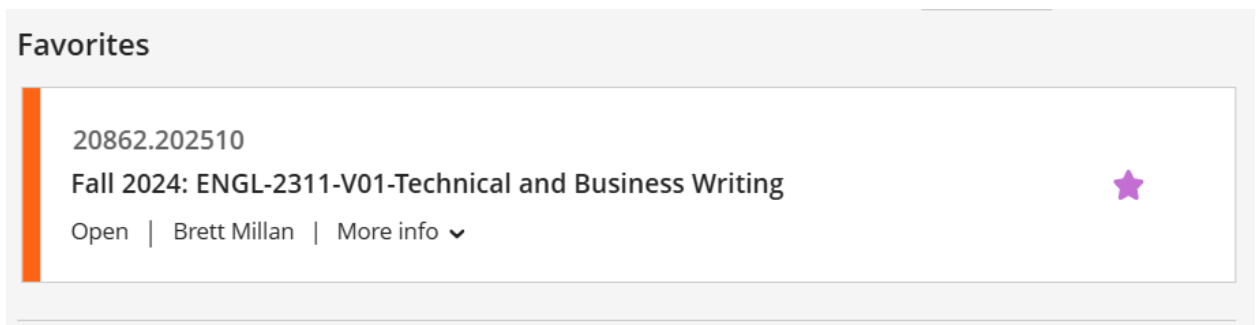 Favorites
20862.202510
Fall 2024: ENGL-2311-V01-Technical and Business Writing
Open | Brett Millan | More info